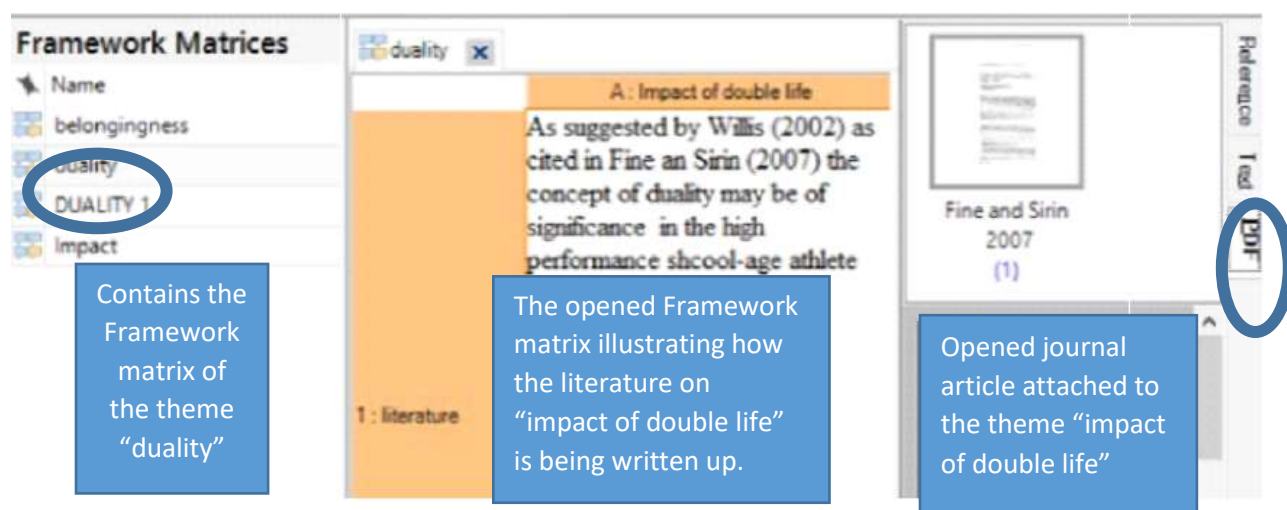 Framework Matrices
Name
belongingness
duality
DUALITY 1
Impact
Contains the
Framework
matrix of
the theme
“duality”
duality
A : Impact of double life
As suggested by Willis (2002) as
cited in Fine an Sirin (2007) the
concept of duality may be of
significance in the high
performance shcool-age athlete
1 : literature
The opened Framework
matrix illustrating how
the literature on
“impact of double life”
is being written up.
Fine and Sirin
2007
(1)
Opened journal
article attached to
the theme “impact
of double life”
Reference
Text
PDF